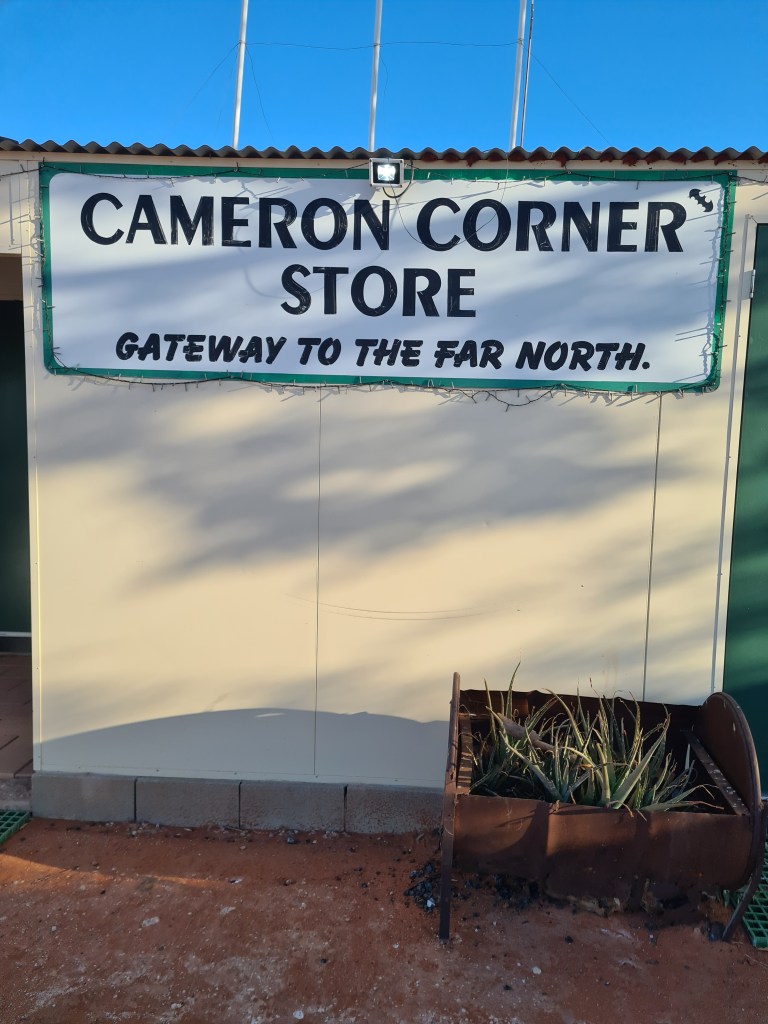 CAMERON CORNER
STORE
GATEWAY TO THE FAR NORTH.